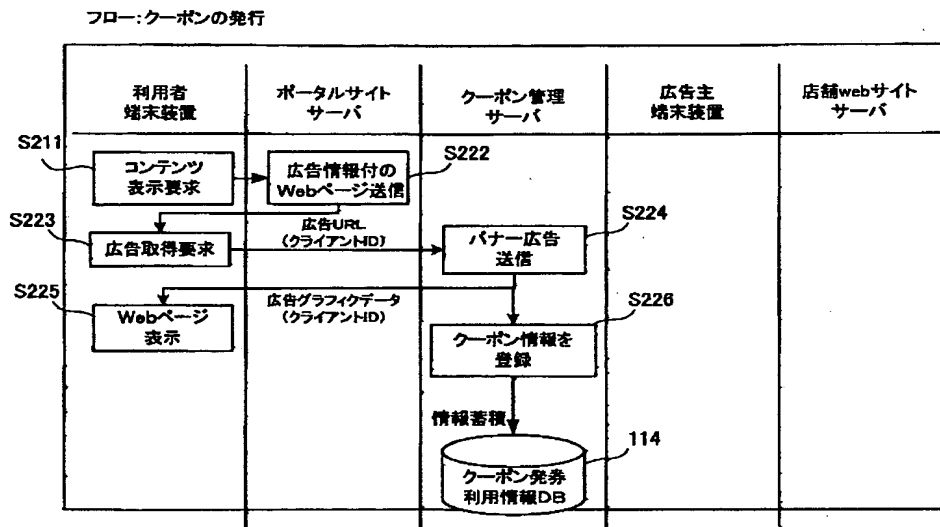 フロー:クーポンの発行
利用者
端末装置
ポータルサイト
サーバ
クーポン管理
サーバ
広告主
端末装置
店舗webサイト
サーバ
S211
コンテンツ
表示要求
広告情報付の
Webページ送信
S222
S223
広告取得要求
広告URL
(クライアントID)
バナー広告
送信
S224
S225
Webページ
表示
広告グラフィクデータ
(クライアントID)
クーポン情報を
登録
S226
情報蓄積
クーポン発券
利用情報DB
114